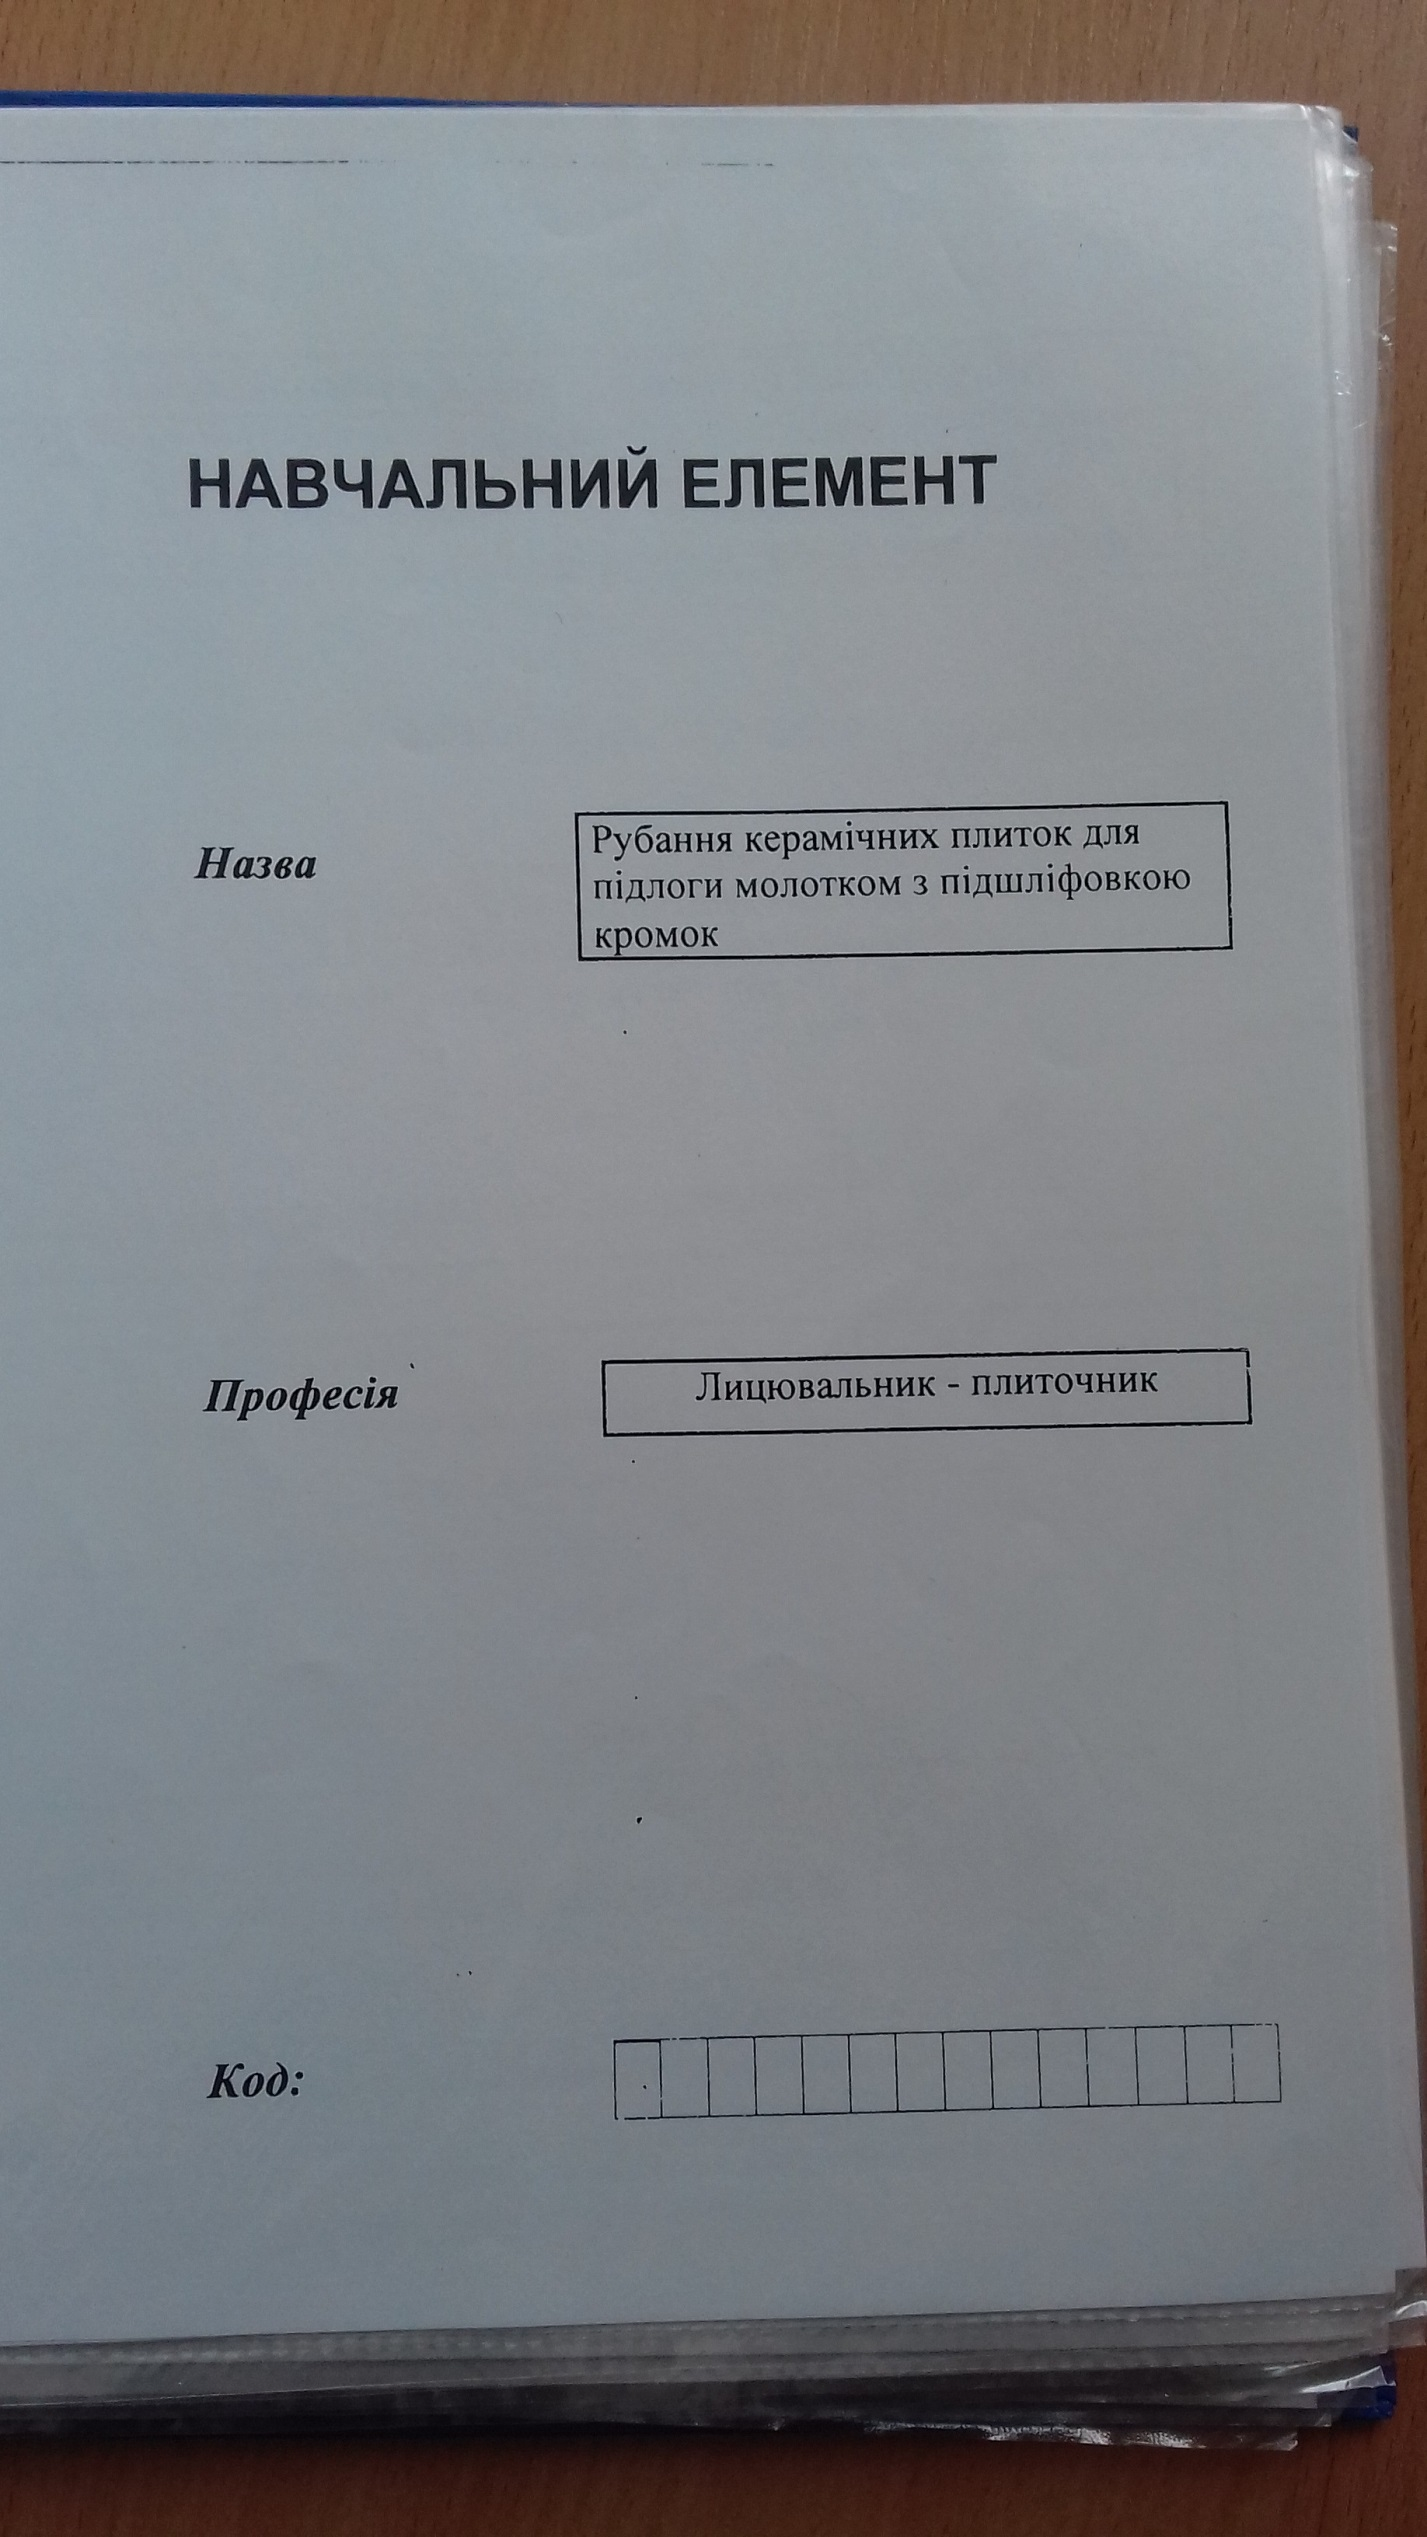 НАВЧАЛЬНИЙ ЕЛЕМЕНТ
Назва
Рубання керамічних плиток для
підлоги молотком з підшліфовкою
кромок
Професія
Лицювальник - плиточник
Код: